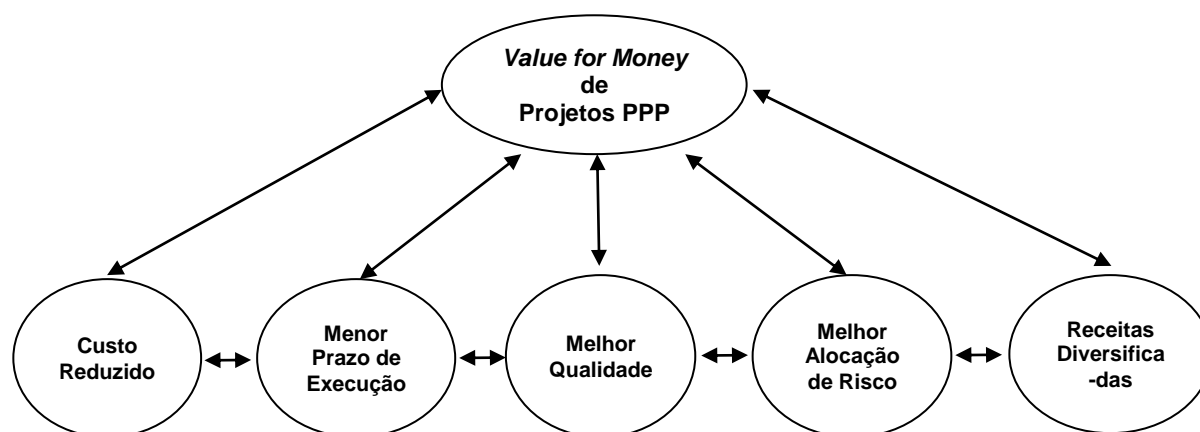 Value for Money
de
Projetos PPP
Custo
Reduzido
Menor
Prazo de
Execução
Melhor
Qualidade
Melhor
Alocação
de Risco
Receitas
Diversifica
-das